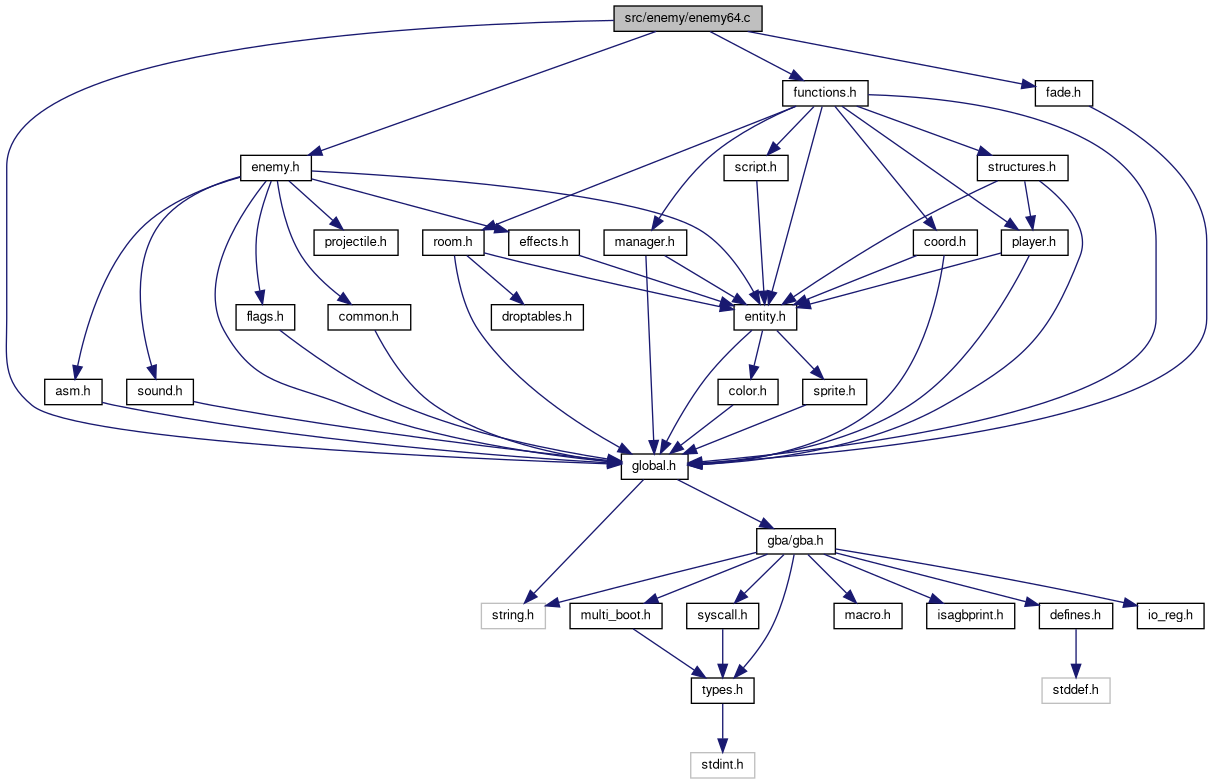 src/enemy/enemy64.c
functions.h
fade.h
enemy.h
script.h
structures.h
projectile.h
room.h
effects.h
manager.h
coord.h
player.h
flags.h
common.h
droptables.h
entity.h
asm.h
sound.h
color.h
sprite.h
global.h
gba/gba.h
string.h
multi_boot.h
syscall.h
macro.h
isagbprint.h
defines.h
io_reg.h
types.h
stddef.h
stdint.h